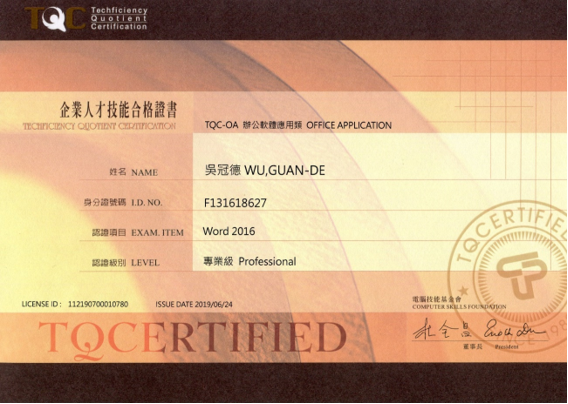 TQC Techficiency
Quotient
Certification
企業人才技能合格證書
TECHFICIENCY QUOTIENT CERTIFICATION
TQC-OA 辦公軟體應用類 OFFICE APPLICATION
姓名 NAME 吳冠德 WU,GUAN-DE
身分證號碼 I.D. NO. F131618627
認證項目 EXAM. ITEM Word 2016
認證級別 LEVEL 專業級 Professional
LICENSE ID : 112190700010780 ISSUE DATE 2019/06/24
電腦技能基金會
COMPUTER SKILLS FOUNDATION
董事長 President
TQCERTIFIED
TQCERTIFIED